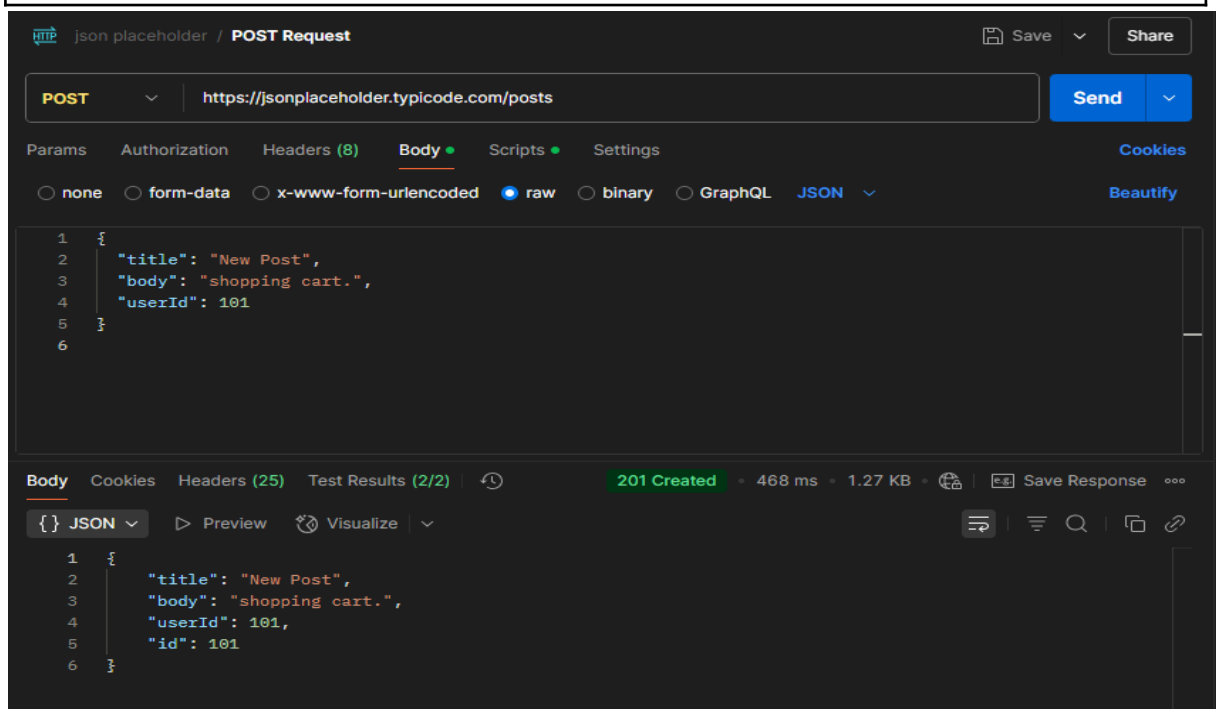 HTTP json placeholder / POST Request Save Share
POST https://jsonplaceholder.typicode.com/posts Send
Params Authorization Headers (8) Body Scripts Settings Cookies
none form-data x-www-form-urlencoded raw binary GraphQL JSON Beautify
1 {
2 "title": "New Post",
3 "body": "shopping cart.",
4 "userId": 101
5 }
6
Body Cookies Headers (25) Test Results (2/2) 201 Created 468 ms 1.27 KB e.g. Save Response
{} JSON Preview Visualize
1 {
2 "title": "New Post",
3 "body": "shopping cart.",
4 "userId": 101,
5 "id": 101
6 }